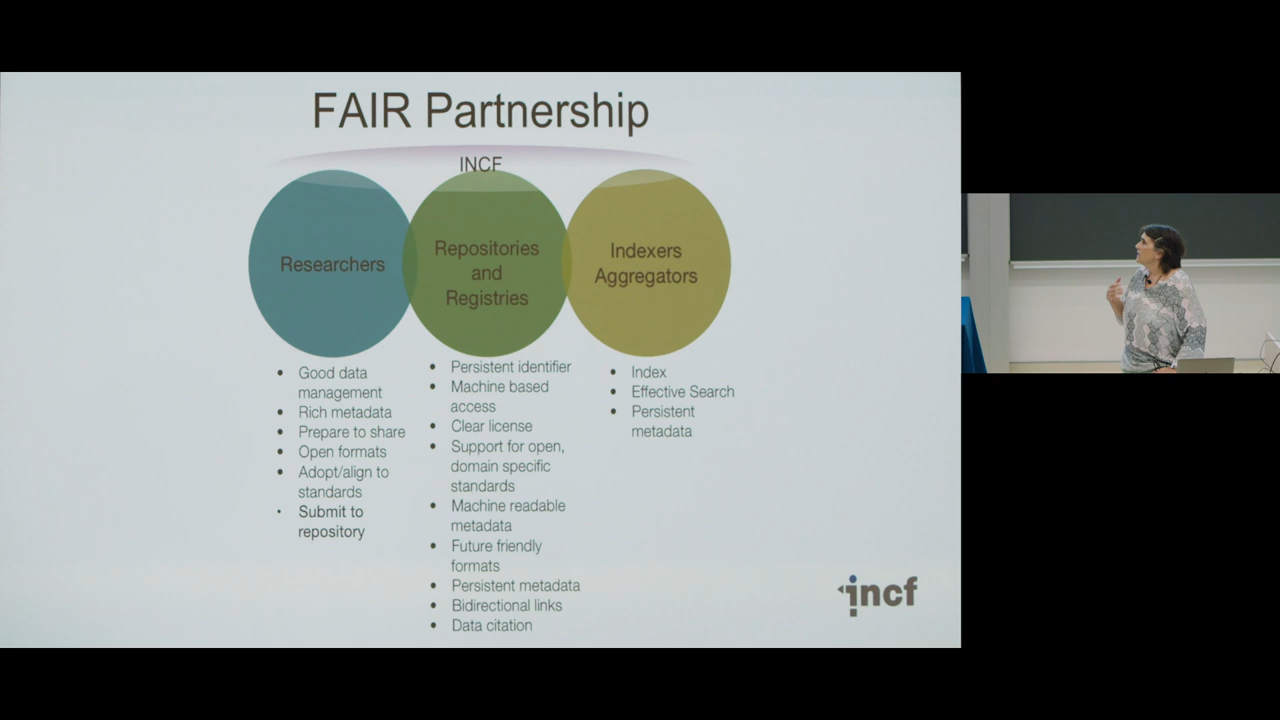 FAIR Partnership
INCF
Researchers
Repositories
and
Registries
Indexers
Aggregators
• Good data
management
• Rich metadata
• Prepare to share
• Open formats
• Adopt/align to
standards
• Submit to
repository
• Persistent identifier
• Machine based
access
• Clear license
• Support for open,
domain specific
standards
• Machine readable
metadata
• Future friendly
formats
• Persistent metadata
• Bidirectional links
• Data citation
• Index
• Effective Search
• Persistent
metadata
incf